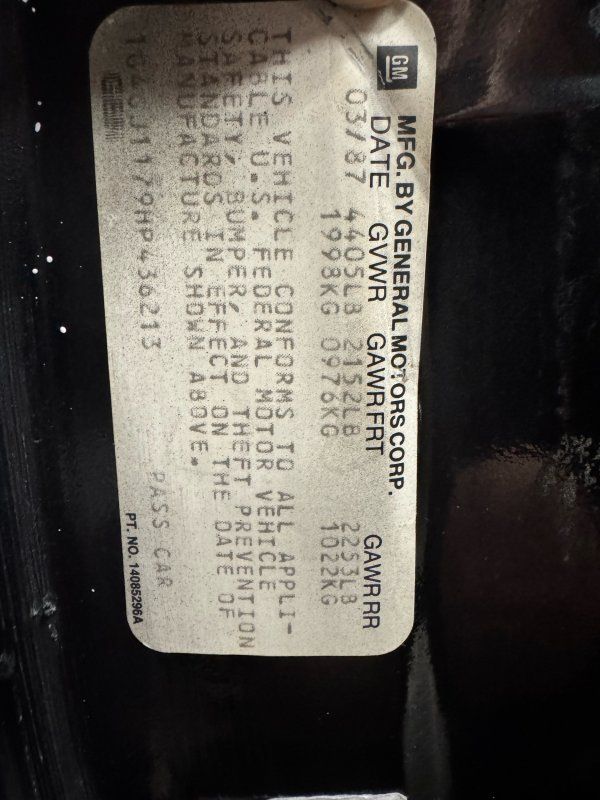 GM
MFG. BY GENERAL MOTORS CORP.
DATE GVWR GAWR FRT GAWR RR
03/87 4405LB 2152LB 2253LB
1998KG 0976KG 1022KG
THIS VEHICLE CONFORMS TO ALL APPLI-
CABLE U.S. FEDERAL MOTOR VEHICLE
SAFETY, BUMPER, AND THEFT PREVENTION
STANDARDS IN EFFECT ON THE DATE OF
MANUFACTURE SHOWN ABOVE.
PASS CAR
PT. NO. 14085296A